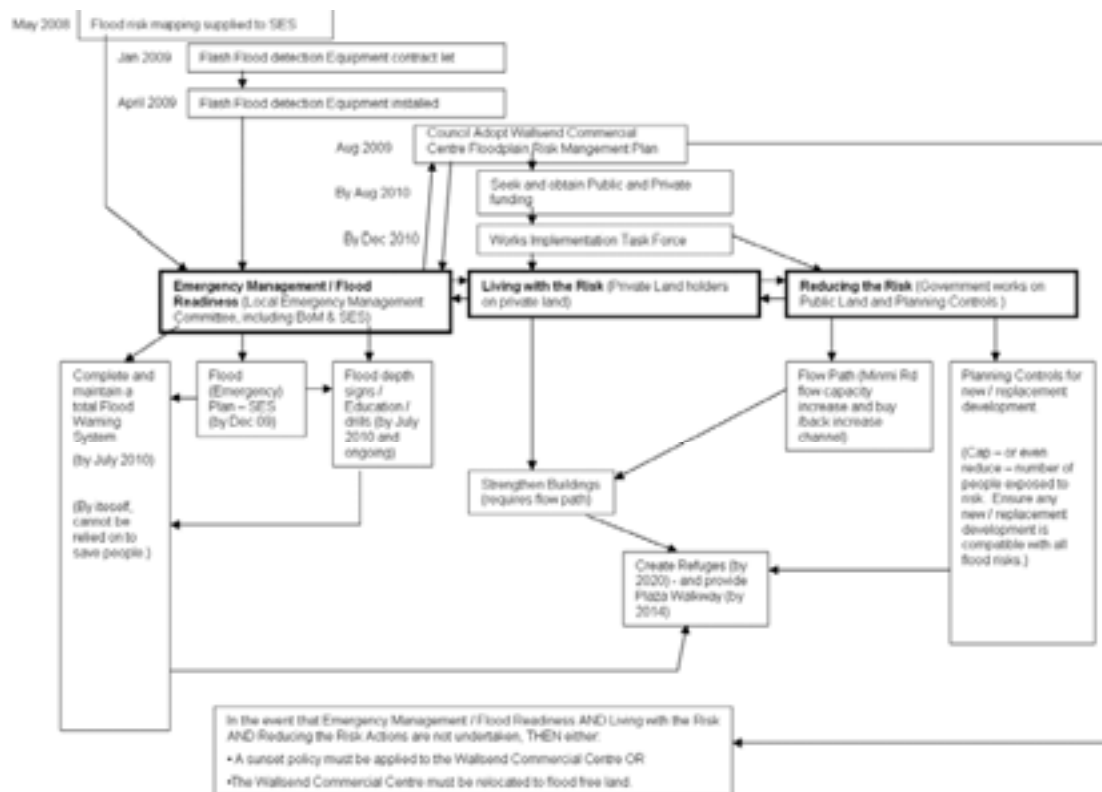 May 2008
Flood risk mapping supplied to SES
Jan 2009
Flash Flood detection Equipment contract let
April 2009
Flash Flood detection Equipment installed
Aug 2009
Council Adopt Wallsend Commercial
Centre Floodplain Risk Mangement Plan
By Aug 2010
Seek and obtain Public and Private
funding
By Dec 2010
Works Implementation Task Force
Emergency Management / Flood
Readiness (Local Emergency Management
Committee, including BoM & SES)
Living with the Risk (Private Land holders
on private land)
Reducing the Risk (Government works on
Public Land and Planning Controls )
Complete and
maintain a
total Flood
Warning
System
(by July 2010)
(By iteself,
cannot be
relied on to
save people.)
Flood
(Emergency)
Plan – SES
(by Dec 09)
Flood depth
signs /
Education /
drills (by July
2010 and
ongoing)
Flow Path (Minmi Rd
flow capacity
increase and buy
/back increase
channel)
Planning Controls for
new / replacement
development
(Cap – or even
reduce – number of
people exposed to
risk. Ensure any
new / replacement
development is
compatible with all
flood risks.)
Strengthen Buildings
(requires flow path)
Create Refuges (by
2020) - and provide
Plaza Walkway (by
2014)
In the event that Emergency Management / Flood Readiness AND Living with the Risk
AND Reducing the Risk Actions are not undertaken, THEN either:
• A sunset policy must be applied to the Wallsend Commercial Centre OR
•The Wallsend Commercial Centre must be relocated to flood free land.